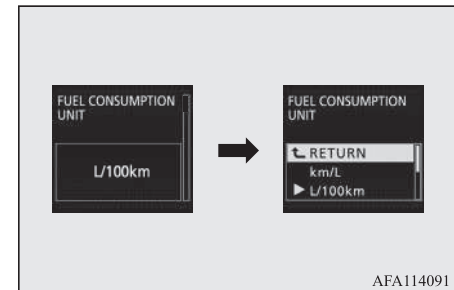 FUEL CONSUMPTION
UNIT
L/100km
FUEL CONSUMPTION
UNIT
RETURN
km/L
L/100km
AFA114091